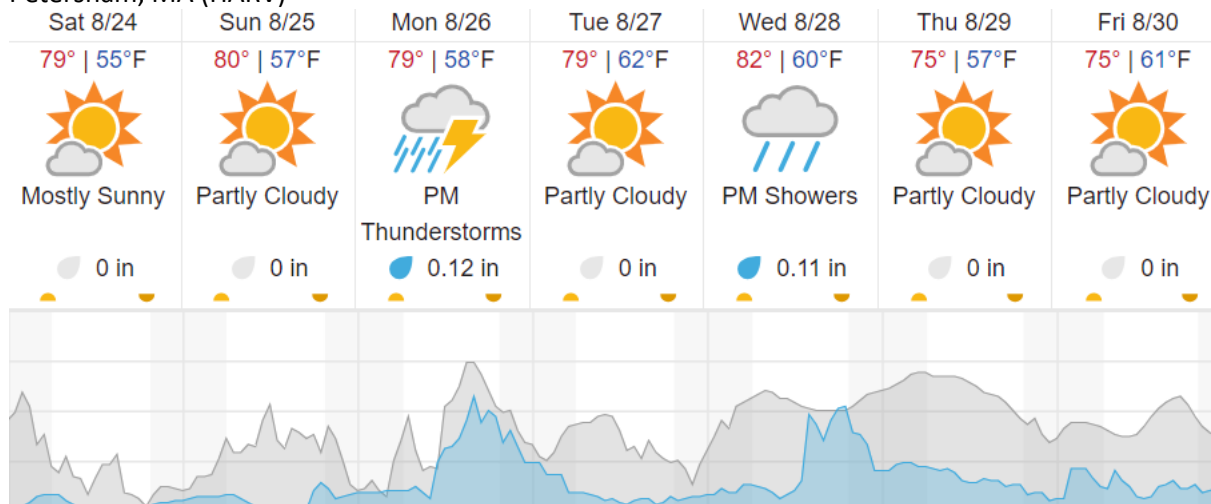 Petersham, MA (HARV)
Sat 8/24 Sun 8/25 Mon 8/26 Tue 8/27 Wed 8/28 Thu 8/29 Fri 8/30
79° | 55°F 80° | 57°F 79° | 58°F 79° | 62°F 82° | 60°F 75° | 57°F 75° | 61°F
Mostly Sunny Partly Cloudy PM Partly Cloudy PM Showers Partly Cloudy Partly Cloudy
Thunderstorms
0 in 0 in 0.12 in 0 in 0.11 in 0 in 0 in